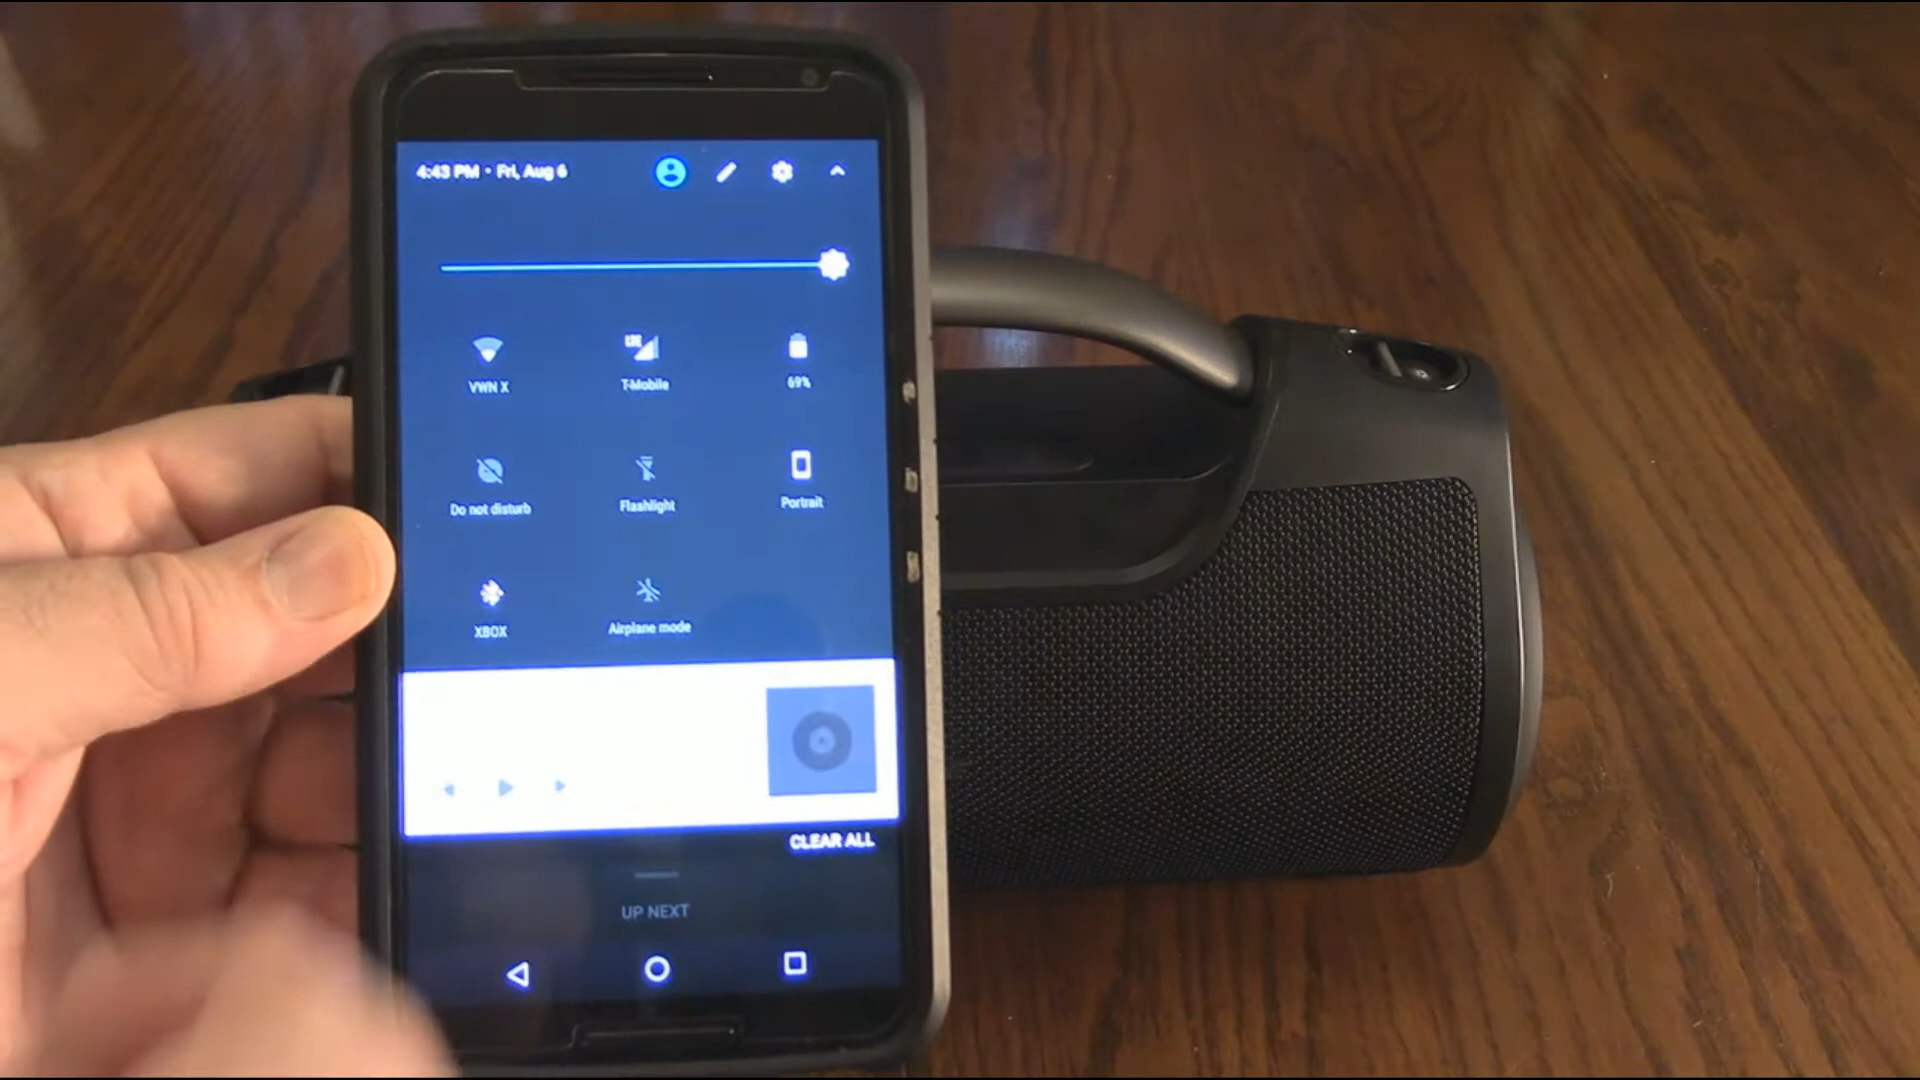 4:43 PM • Fri, Aug 6
VWN X
LTE
T-Mobile
69%
Do not disturb
Flashlight
Portrait
XBOX
Airplane mode
CLEAR ALL
UP NEXT